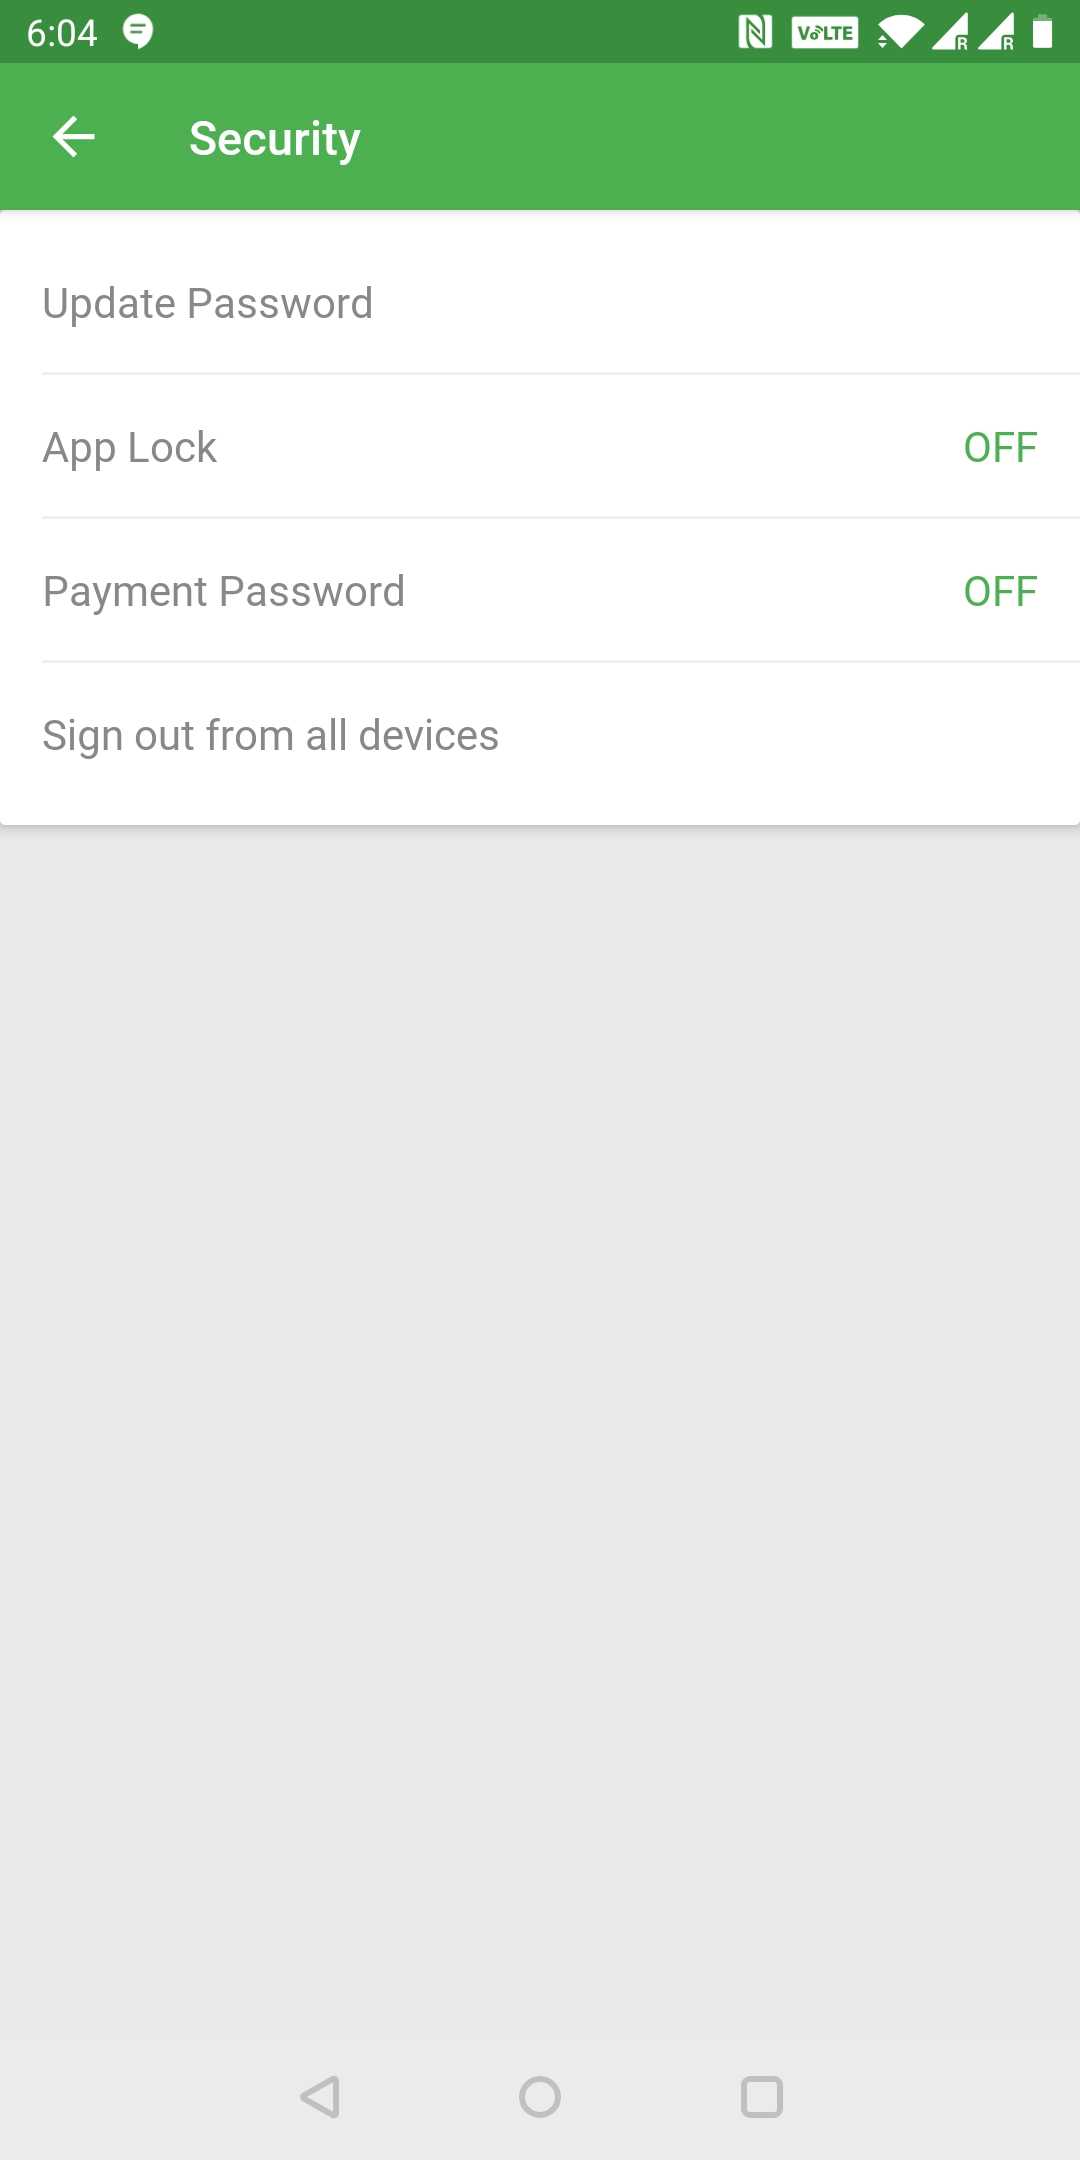 6:04 VoLTE R R
Security
Update Password
App Lock OFF
Payment Password OFF
Sign out from all devices